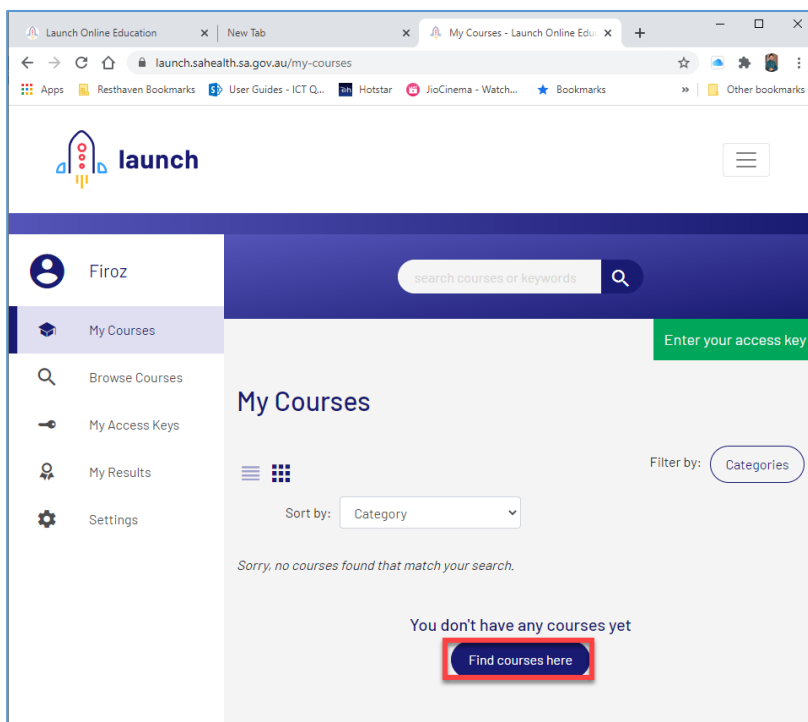 Launch Online Education
New Tab
My Courses - Launch Online Edu
launch.sahealth.sa.gov.au/my-courses
Apps Resthaven Bookmarks User Guides - ICT Q... Hotstar JioCinema - Watch... Bookmarks » Other bookmarks
launch
Firoz
search courses or keywords
My Courses
Enter your access key
Browse Courses
My Courses
My Access Keys
Filter by: Categories
My Results
Sort by: Category
Settings
Sorry, no courses found that match your search.
You don't have any courses yet
Find courses here